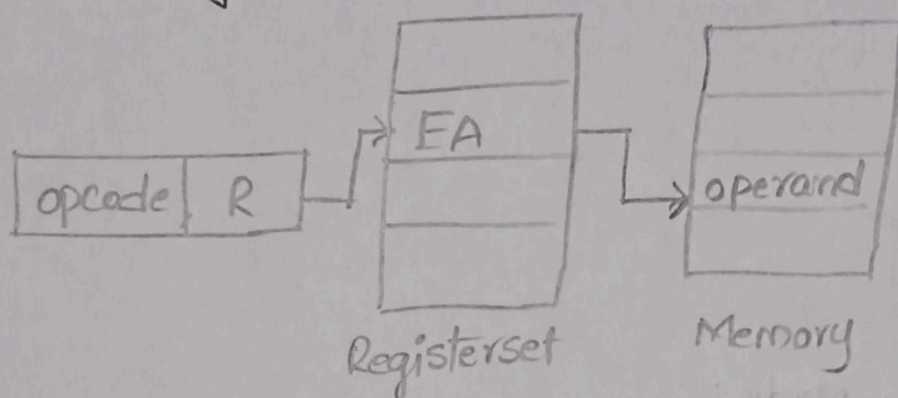 EA
opcode R
operand
Registerset
Memory